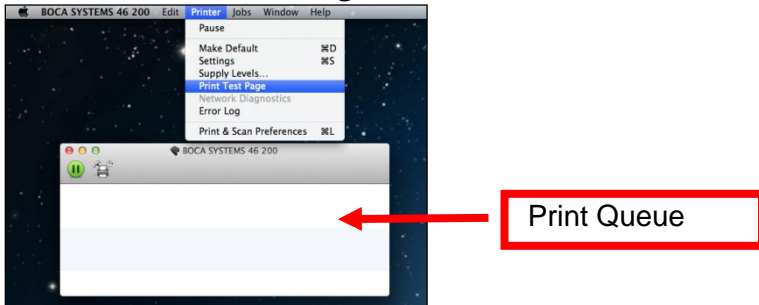 BOCA SYSTEMS 46 200 Edit Printer Jobs Window Help
Pause
Make Default ⌘D
Settings ⌘S
Supply Levels...
Print Test Page
Network Diagnostics
Error Log
Print & Scan Preferences ⌘L
BOCA SYSTEMS 46 200
Print Queue